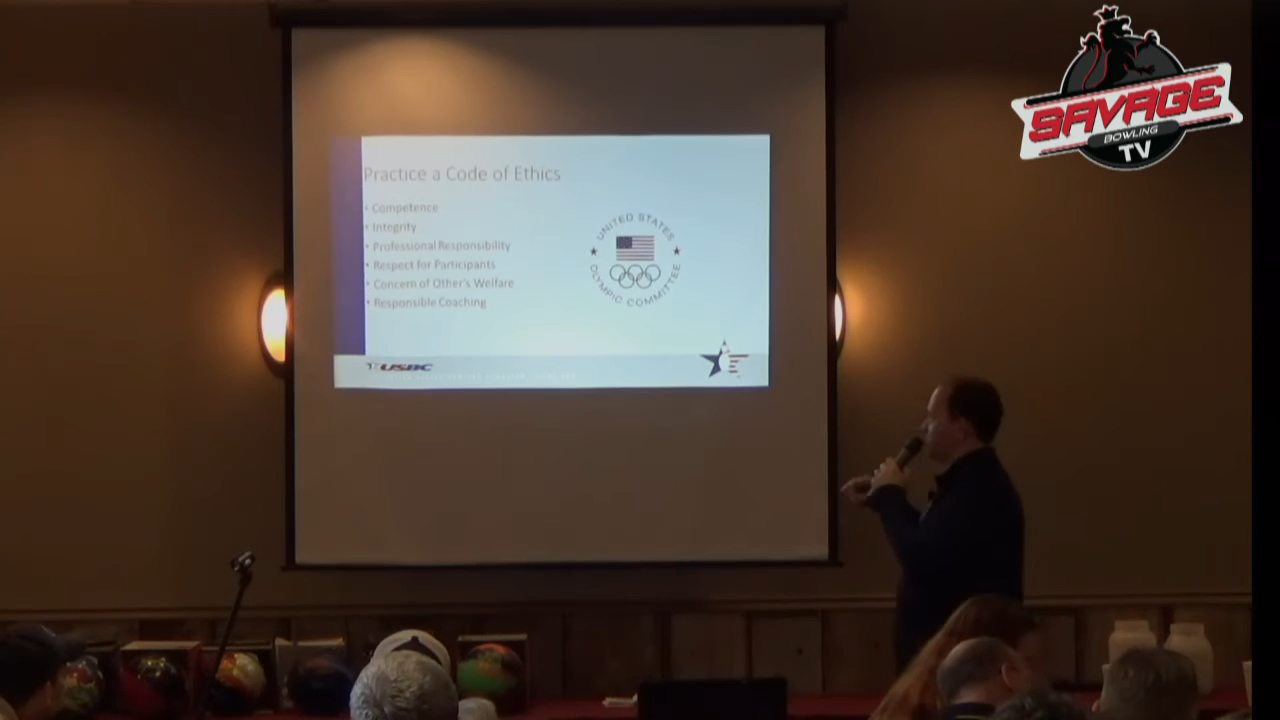 SAVAGE
BOWLING
TV
Practice a Code of Ethics
• Competence
• Integrity
• Professional Responsibility
• Respect for Participants
• Concern of Other's Welfare
• Responsible Coaching
UNITED STATES
OLYMPIC COMMITTEE
USBC